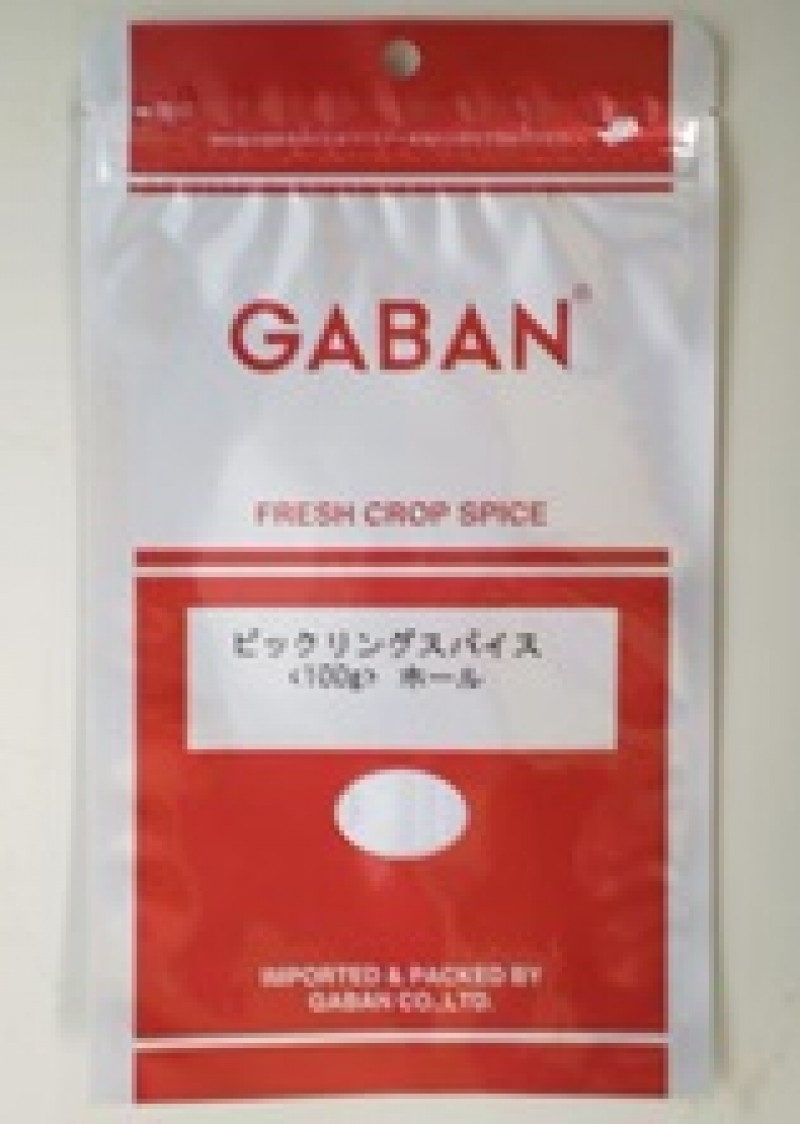 GABAN®
FRESH CROP SPICE
ピックリングスパイス
<100g> ホール
IMPORTED & PACKED BY
GABAN CO.,LTD.